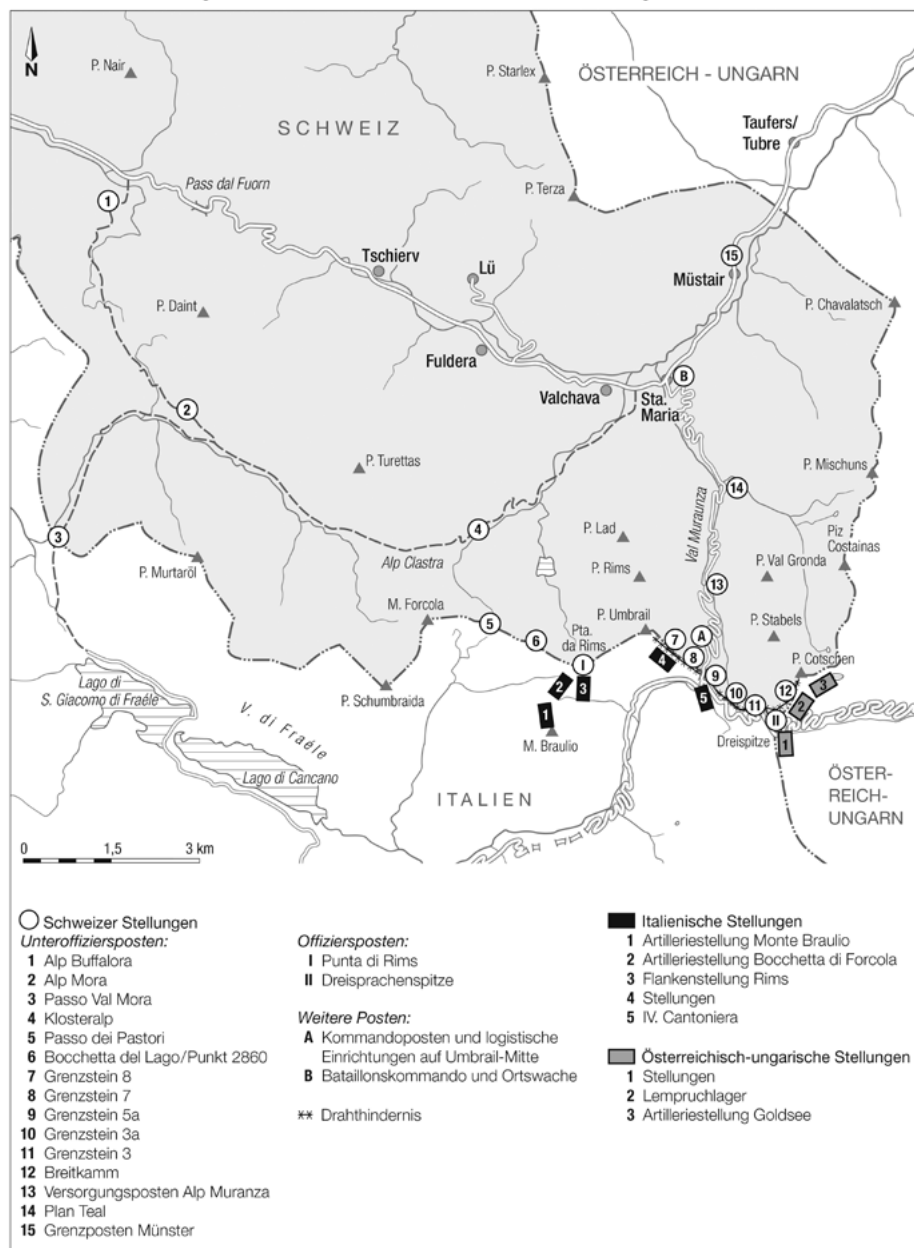 N
P. Nair
P. Starlex
ÖSTERREICH - UNGARN
SCHWEIZ
Taufers/
Tubre
Pass dal Fuorn
P. Terza
1
15
Tschierv
Lü
Müstair
P. Daint
P. Chavalatsch
Fuldera
B
Valchava
Sta.
Maria
2
P. Turettas
P. Mischuns
14
3
4
Val Muraunza
P. Lad
Piz
Costainas
Alp Clastra
P. Murtaröl
P. Rims
P. Val Gronda
13
M. Forcola
P. Umbrail
P. Stabels
5
6
Pta.
da Rims
7
A
8
4
P. Cotschen
I
9
Lago di
S. Giacomo di Fraéle
P. Schumbraida
2
3
5
10
11
12
3
2
II
1
V. di Fraéle
M. Braulio
Dreispitze
1
Lago di Cancano
ITALIEN
ÖSTER-
REICH-
UNGARN
0 1,5 3 km
Schweizer Stellungen
Unteroffiziersposten:
1 Alp Buffalora
2 Alp Mora
3 Passo Val Mora
4 Klosteralp
5 Passo dei Pastori
6 Bocchetta del Lago/Punkt 2860
7 Grenzstein 8
8 Grenzstein 7
9 Grenzstein 5a
10 Grenzstein 3a
11 Grenzstein 3
12 Breitkamm
13 Versorgungsposten Alp Muranza
14 Plan Teal
15 Grenzposten Münster
Offiziersposten:
I Punta di Rims
II Dreisprachenspitze
Weitere Posten:
A Kommandoposten und logistische
Einrichtungen auf Umbrail-Mitte
B Bataillonskommando und Ortswache
Drahthindernis
Italienische Stellungen
1 Artilleriestellung Monte Braulio
2 Artilleriestellung Bocchetta di Forcola
3 Flankenstellung Rims
4 Stellungen
5 IV. Cantoniera
Österreichisch-ungarische Stellungen
1 Stellungen
2 Lempruchlager
3 Artilleriestellung Goldsee